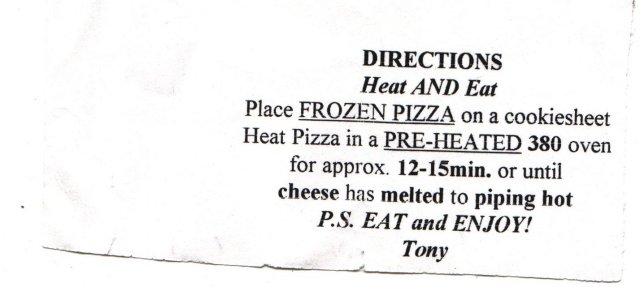 DIRECTIONS
Heat AND Eat
Place FROZEN PIZZA on a cookiesheet
Heat Pizza in a PRE-HEATED 380 oven
for approx. 12-15min. or until
cheese has melted to piping hot
P.S. EAT and ENJOY!
Tony